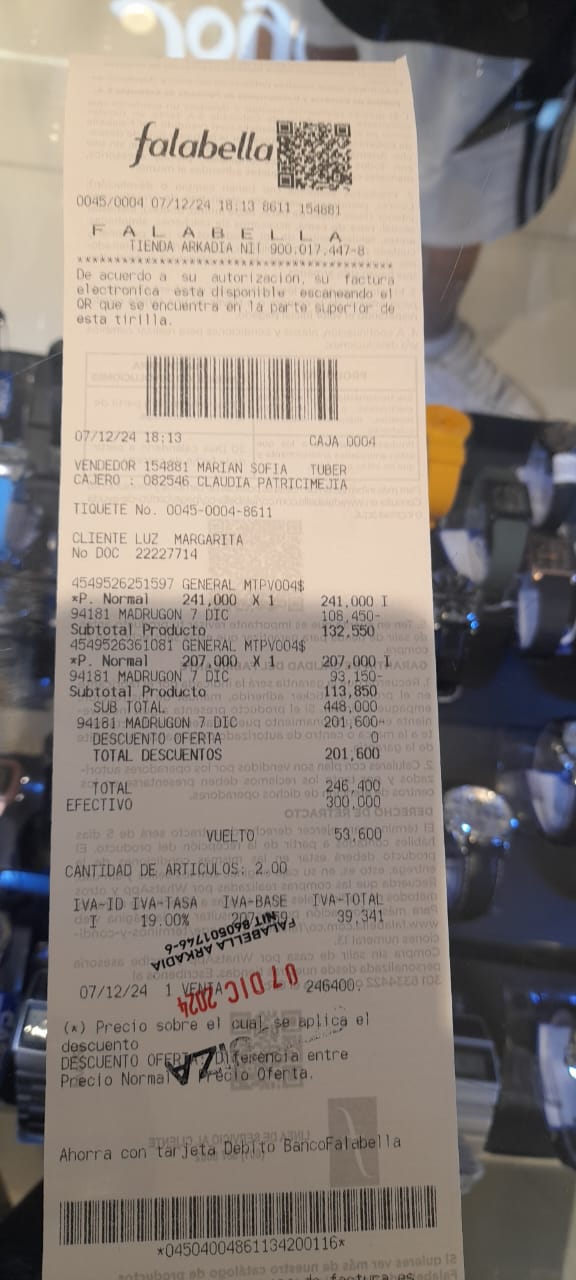 falabella
0045/0004 07/12/24 18:13 8611 154881
F A L A B E L L A
TIENDA ARKADIA NIT 900.017.447-8
****************************************
De acuerdo a su autorización, su factura
electronica esta disponible escaneando el
QR que se encuentra en la parte superior de
esta tirilla.
07/12/24 18:13 CAJA 0004
VENDEDOR 154881 MARIAN SOFIA TUBER
CAJERO : 082546 CLAUDIA PATRICIMEJIA
TIQUETE No. 0045-0004-8611
CLIENTE LUZ MARGARITA
No DOC 22227714
4549526251597 GENERAL MTPV004$
*P. Normal 241,000 X 1 241,000 I
94181 MADRUGON 7 DIC 108,450-
Subtotal Producto 132,550
4549526361081 GENERAL MTPV004$
*P. Normal 207,000 X 1 207,000 I
94181 MADRUGON 7 DIC 93,150-
Subtotal Producto 113,850
SUB TOTAL 448,000
94181 MADRUGON 7 DIC 201,600-
DESCUENTO OFERTA 0
TOTAL DESCUENTOS 201,600
TOTAL 246,400
EFECTIVO 300,000
VUELTO 53,600
CANTIDAD DE ARTICULOS: 2.00
IVA-ID IVA-TASA IVA-BASE IVA-TOTAL
I 19.00% 39,341
FALABELLA ARKADIA
NIT.860501746-6
07 DIC 2024
07/12/24 1 VENTA 246400.
(*) Precio sobre el cual se aplica el
descuento
DESCUENTO OFERTA: Diferencia entre
Precio Normal y Precio Oferta.
Ahorra con tarjeta Debito BancoFalabella
*04504004861134200116*